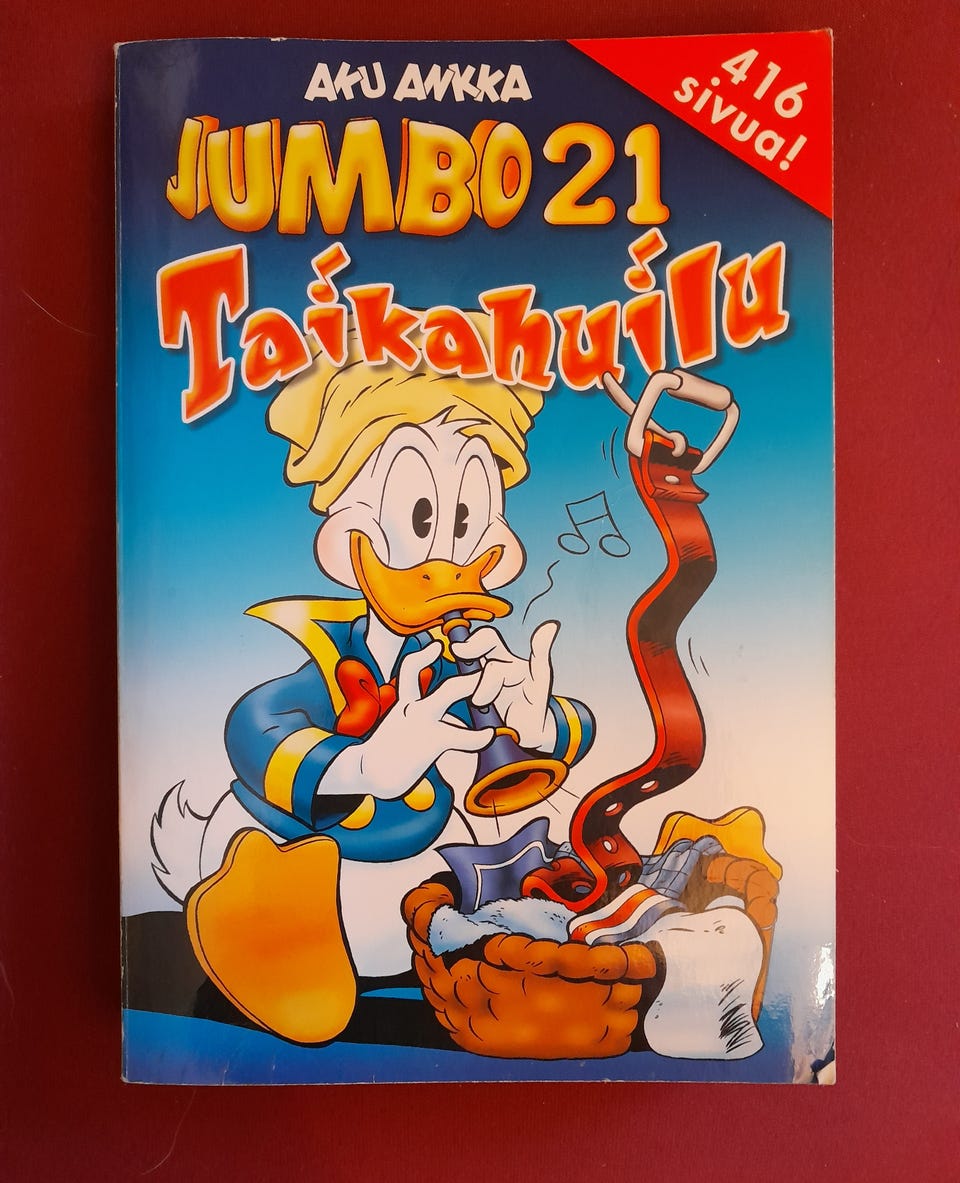 AKU ANKKA
416
sivua!
JUMBO 21
Taikahuilu